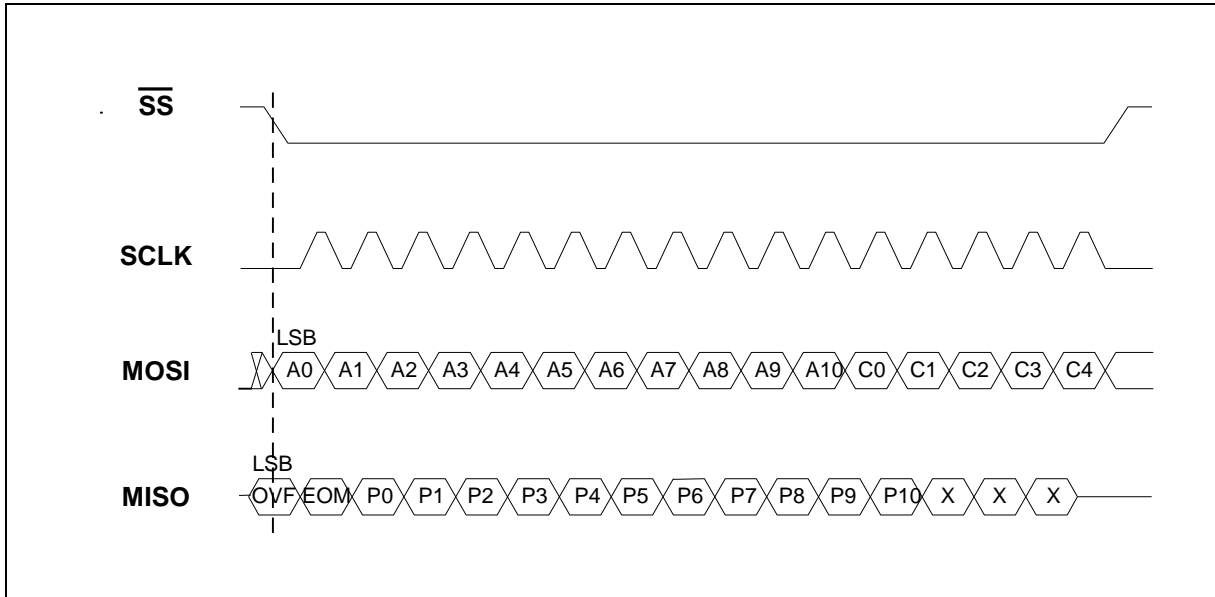 SS
SCLK
LSB
MOSI A0 A1 A2 A3 A4 A5 A6 A7 A8 A9 A10 C0 C1 C2 C3 C4
LSB
MISO OVF EOM P0 P1 P2 P3 P4 P5 P6 P7 P8 P9 P10 X X X